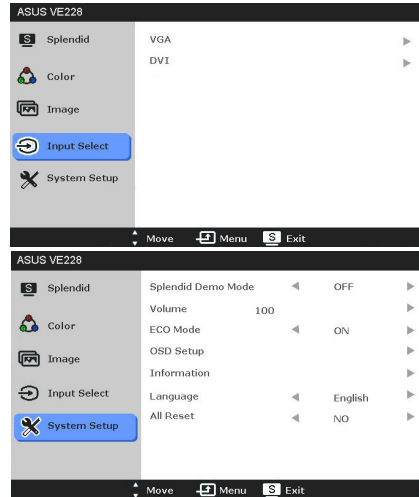 ASUS VE228
S Splendid VGA
DVI
Color
Image
Input Select
System Setup
Move Menu S Exit
ASUS VE228
S Splendid Splendid Demo Mode OFF
Volume 100
Color ECO Mode ON
Image OSD Setup
Information
Input Select Language English
System Setup All Reset NO
Move Menu S Exit